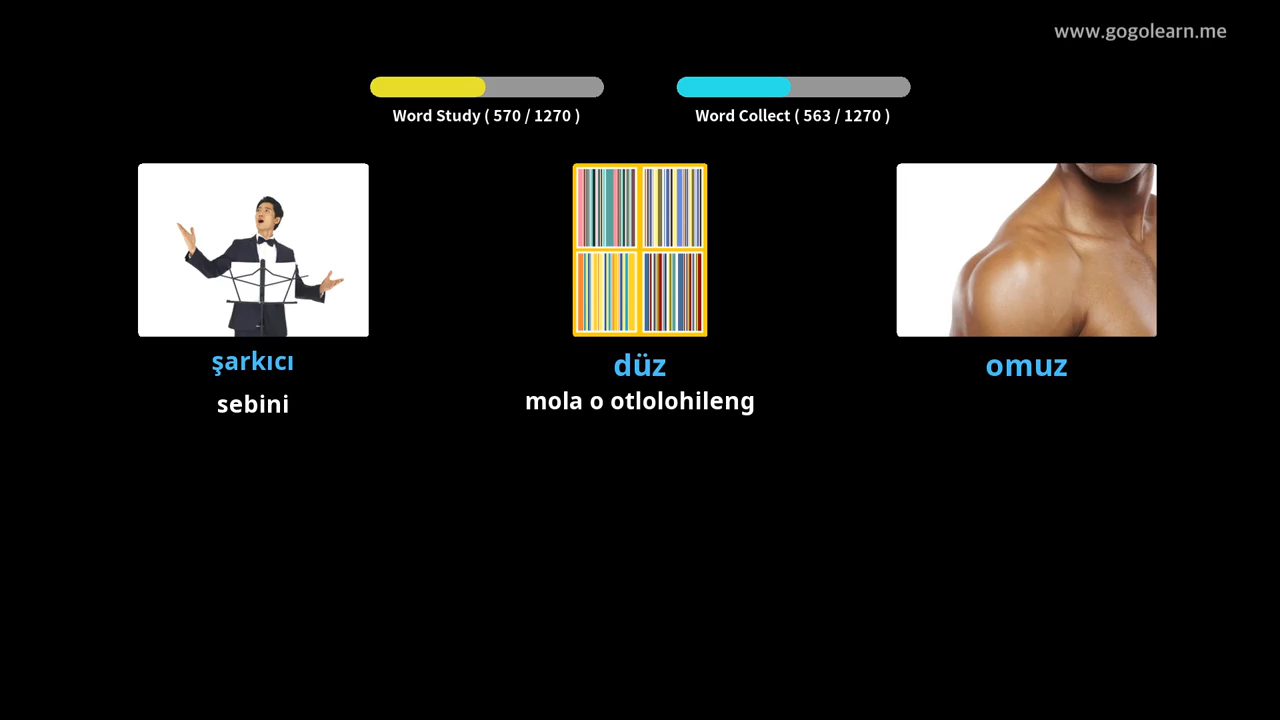 www.gogolearn.me
Word Study ( 570 / 1270 )
Word Collect ( 563 / 1270 )
şarkıcı
sebini
düz
mola o otlolohileng
omuz